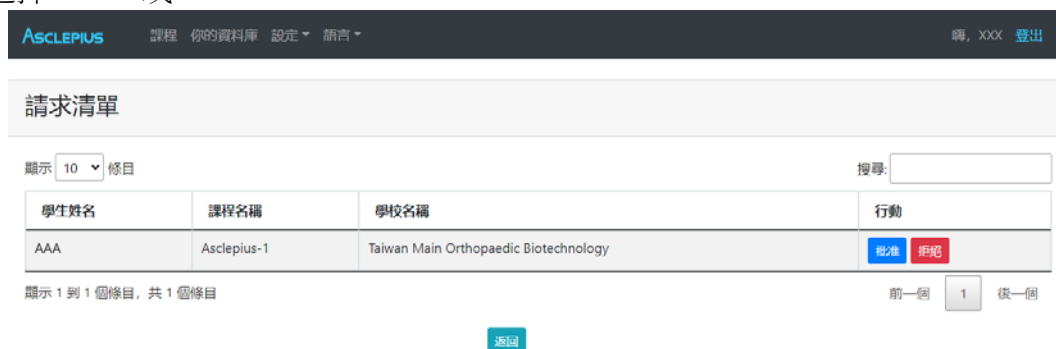 ASCLEPIUS 課程 你的資料庫 設定 語言 嗨, XXX 登出
請求清單
顯示 10 條目 搜尋:
學生姓名 課程名稱 學校名稱 行動
AAA Asclepius-1 Taiwan Main Orthopaedic Biotechnology 批准 拒絕
顯示 1 到 1 個條目, 共 1 個條目 前一個 1 後一個
返回